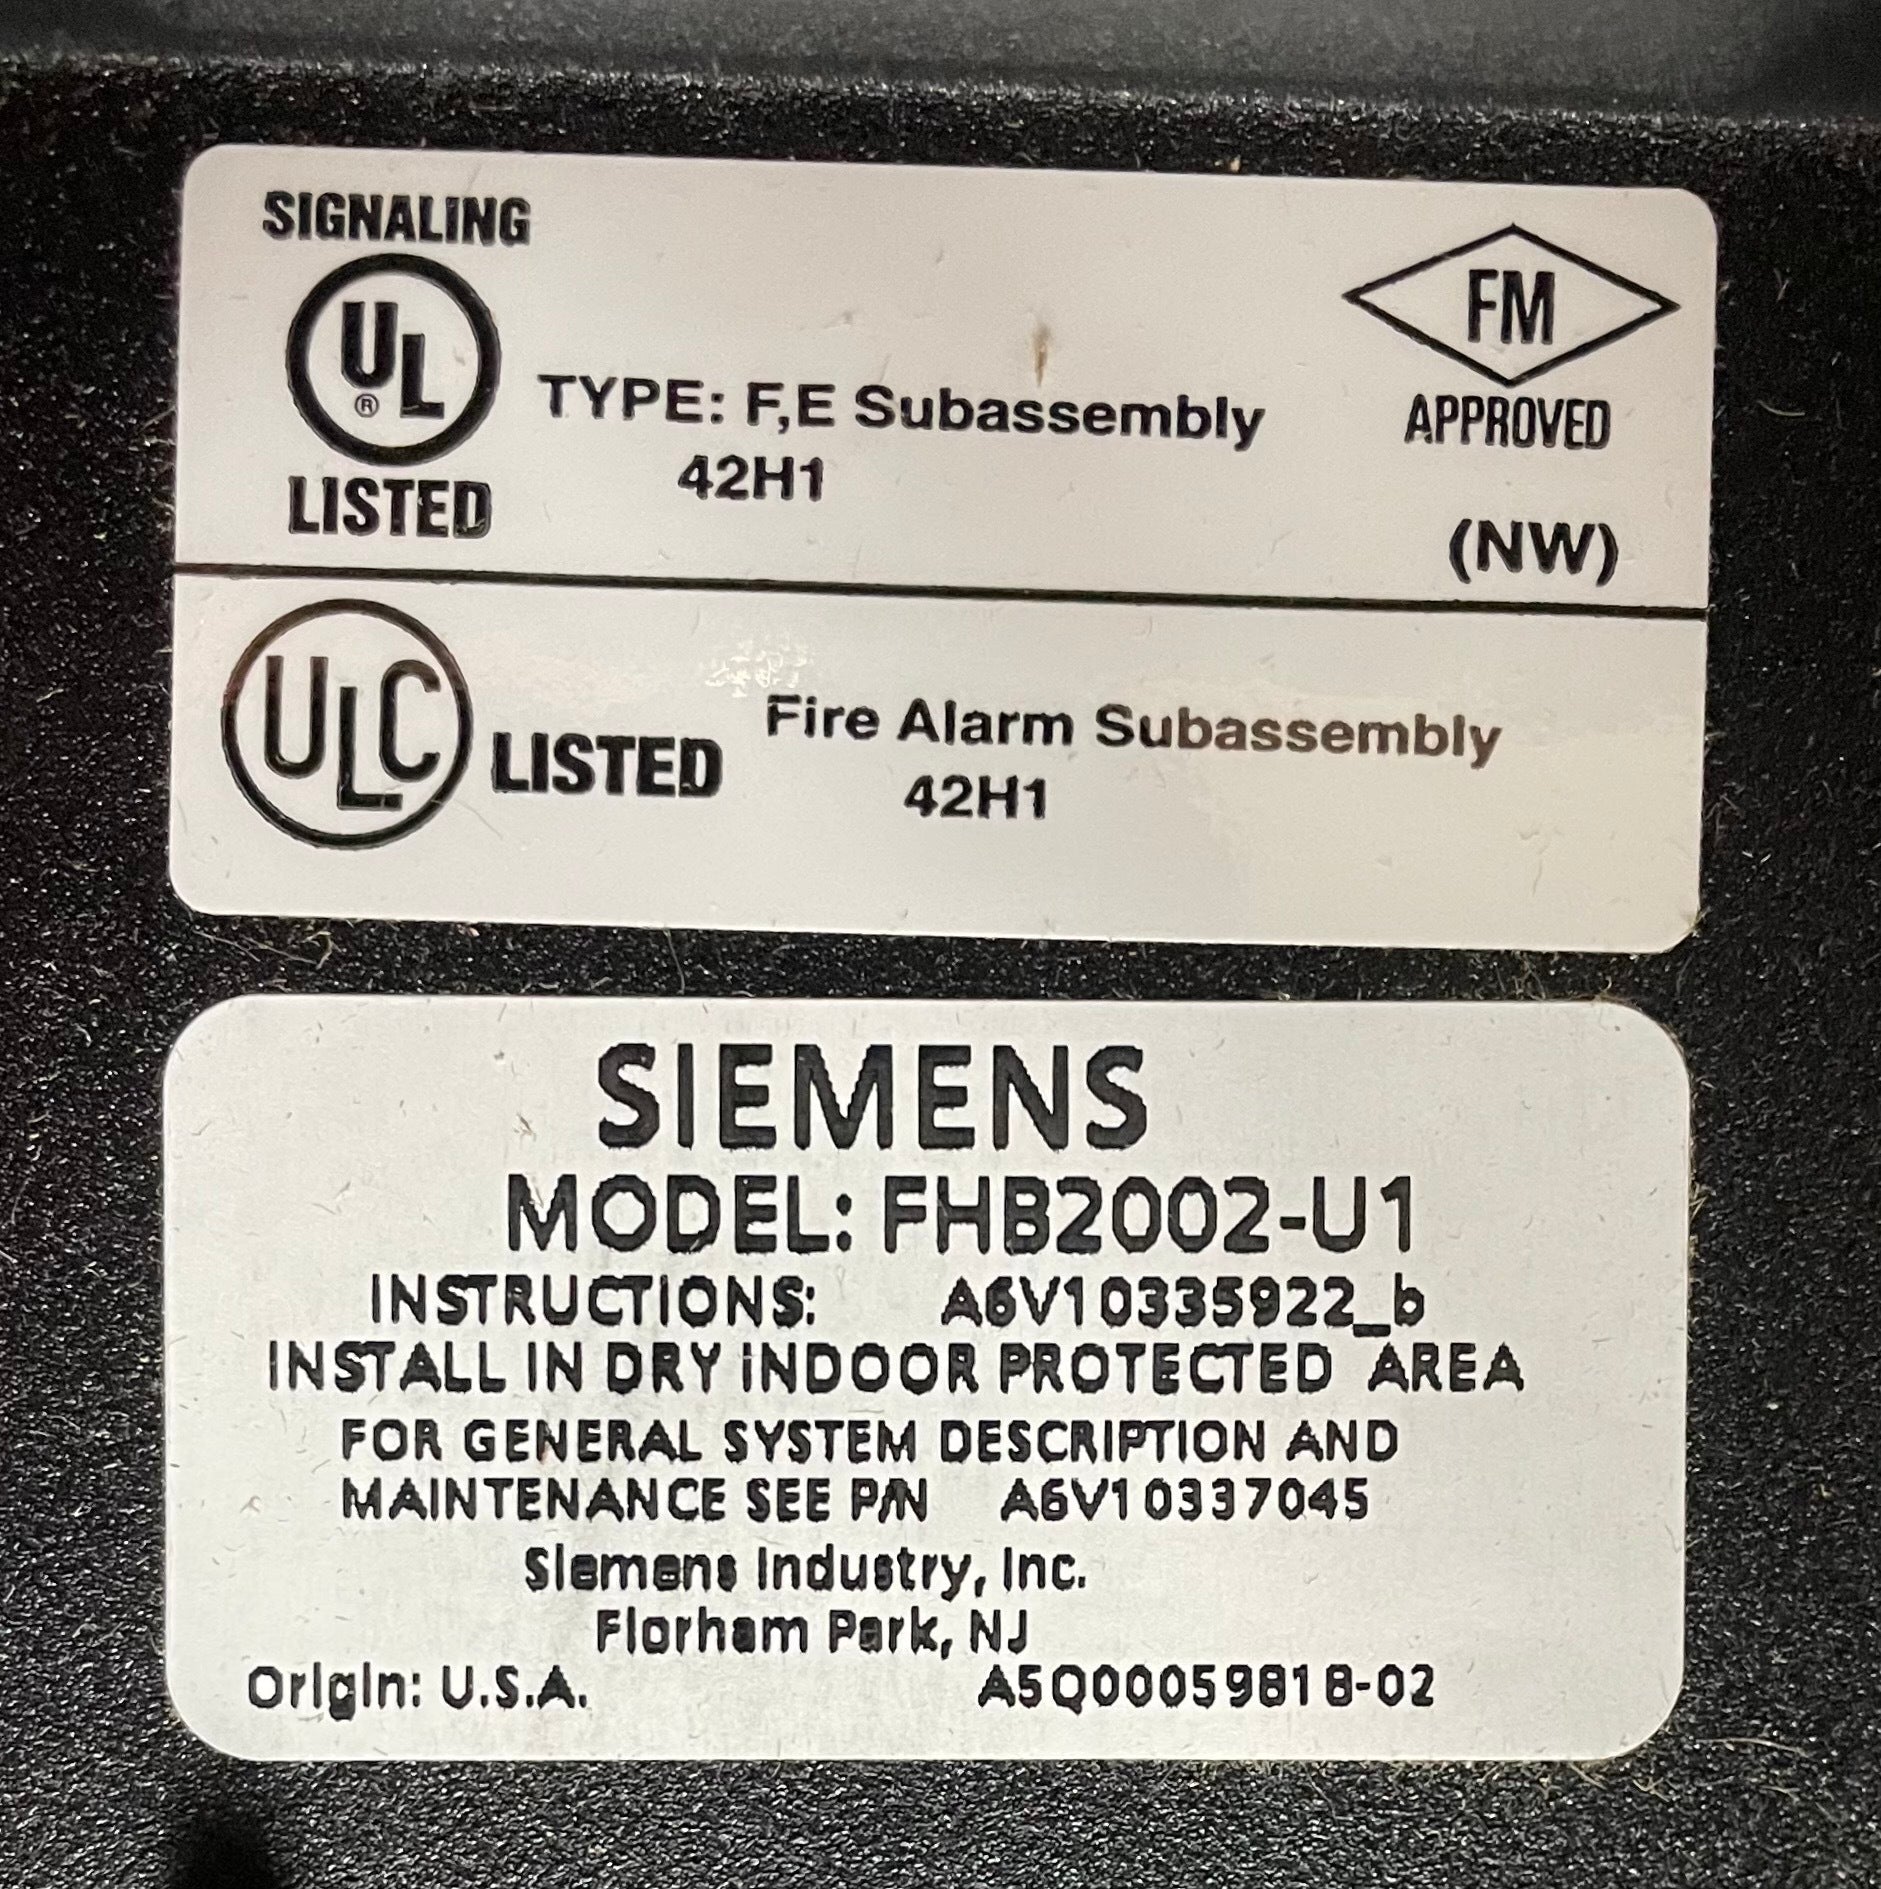 SIGNALING
UL
®
LISTED
TYPE: F,E Subassembly
42H1
FM
APPROVED
(NW)
ULC LISTED
Fire Alarm Subassembly
42H1
SIEMENS
MODEL: FHB2002-U1
INSTRUCTIONS: A6V10335922_b
INSTALL IN DRY INDOOR PROTECTED AREA
FOR GENERAL SYSTEM DESCRIPTION AND
MAINTENANCE SEE P/N A6V10337045
Siemens Industry, Inc.
Florham Park, NJ
Origin: U.S.A. A5Q00059818-02